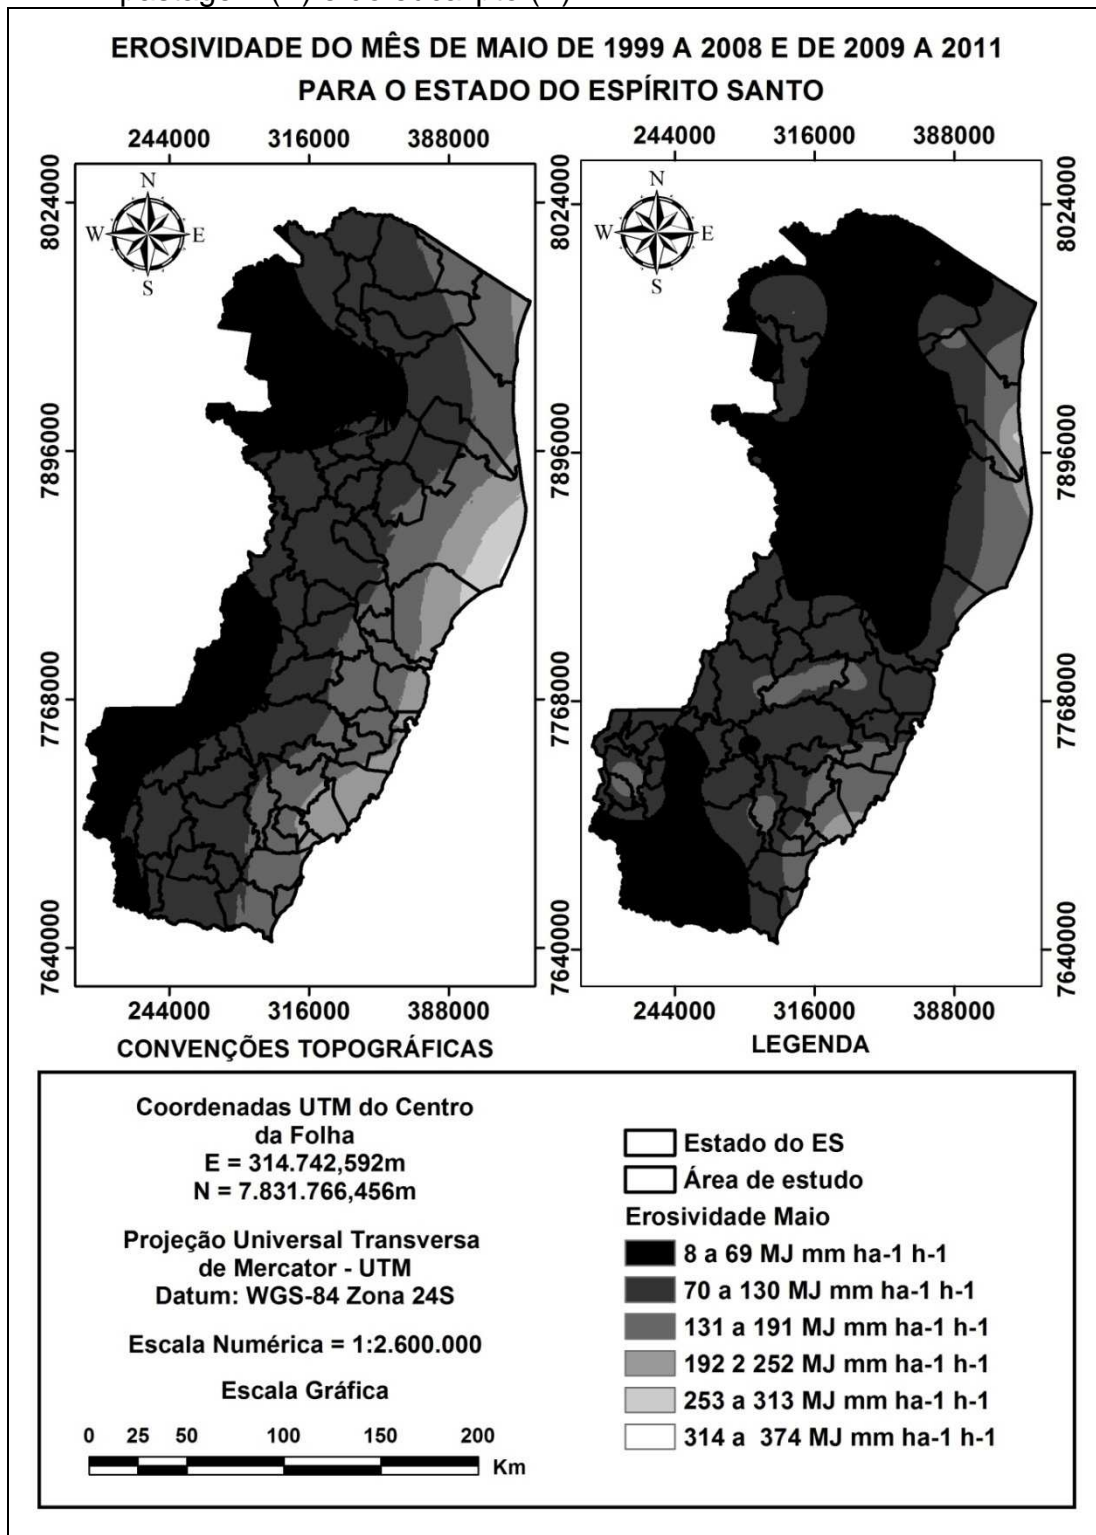 EROSIVIDADE DO MÊS DE MAIO DE 1999 A 2008 E DE 2009 A 2011
PARA O ESTADO DO ESPÍRITO SANTO
244000 316000 388000
244000 316000 388000
8024000
8024000
8024000
N
W E
S
N
W E
S
7896000
7896000
7896000
7768000
7768000
7768000
7640000
7640000
7640000
244000 316000 388000
244000 316000 388000
CONVENÇÕES TOPOGRÁFICAS
LEGENDA
Coordenadas UTM do Centro
da Folha
E = 314.742,592m
N = 7.831.766,456m
Projeção Universal Transversa
de Mercator - UTM
Datum: WGS-84 Zona 24S
Escala Numérica = 1:2.600.000
Escala Gráfica
0 25 50 100 150 200
Km
Estado do ES
Área de estudo
Erosividade Maio
8 a 69 MJ mm ha-1 h-1
70 a 130 MJ mm ha-1 h-1
131 a 191 MJ mm ha-1 h-1
192 2 252 MJ mm ha-1 h-1
253 a 313 MJ mm ha-1 h-1
314 a 374 MJ mm ha-1 h-1